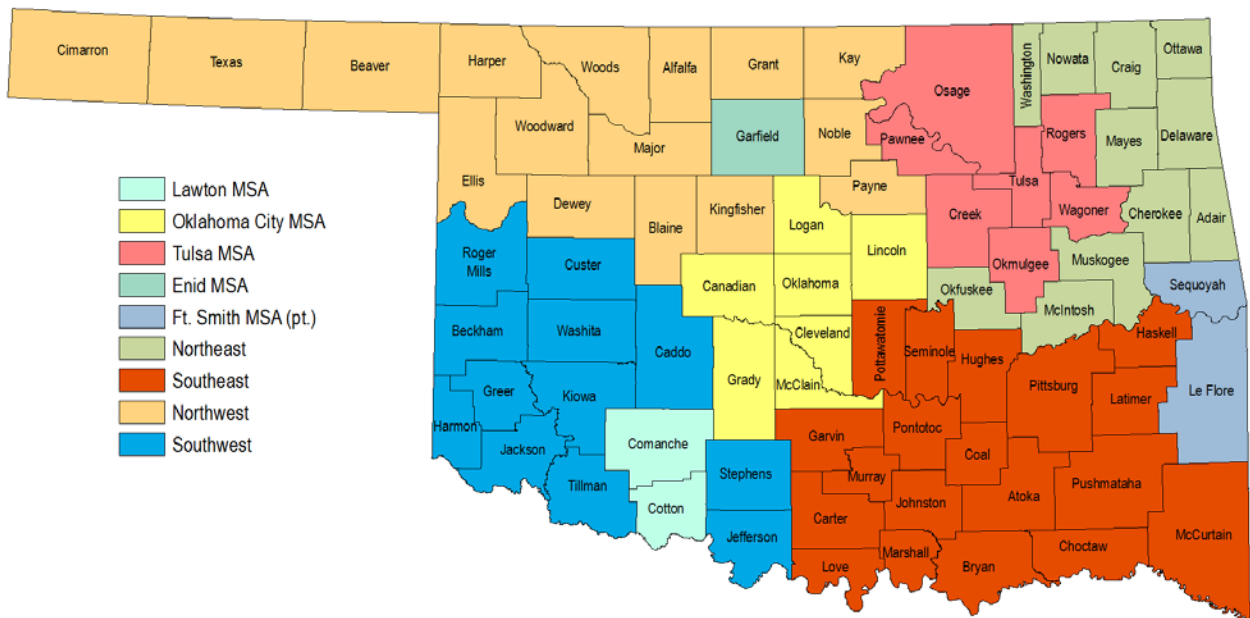 Cimarron
Texas
Beaver
Harper
Woods
Alfalfa
Grant
Kay
Osage
Washington
Nowata
Craig
Ottawa
Woodward
Major
Garfield
Noble
Pawnee
Rogers
Mayes
Delaware
Ellis
Dewey
Blaine
Kingfisher
Logan
Payne
Lincoln
Creek
Tulsa
Wagoner
Cherokee
Adair
Lawton MSA
Oklahoma City MSA
Tulsa MSA
Enid MSA
Ft. Smith MSA (pt.)
Northeast
Southeast
Northwest
Southwest
Roger
Mills
Custer
Canadian
Oklahoma
Okmulgee
Muskogee
Okfuskee
McIntosh
Sequoyah
Beckham
Washita
Caddo
Grady
Cleveland
McClain
Pottawatomie
Seminole
Hughes
Pittsburg
Haskell
Latimer
Le Flore
Harmon
Greer
Kiowa
Jackson
Tillman
Comanche
Cotton
Stephens
Jefferson
Garvin
Pontotoc
Coal
Murray
Johnston
Atoka
Pushmataha
Carter
Love
Marshall
Bryan
Choctaw
McCurtain